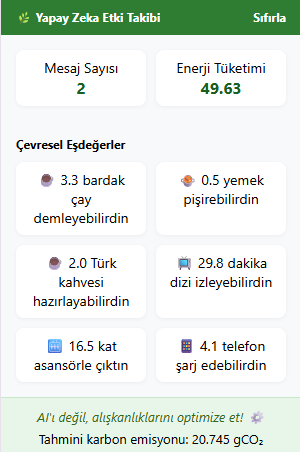 Yapay Zeka Etki Takibi Sıfırla
Mesaj Sayısı
2
Enerji Tüketimi
49.63
Çevresel Eşdeğerler
3.3 bardak
çay
demleyebilirdin
0.5 yemek
pişirebilirdin
2.0 Türk
kahvesi
hazırlayabilirdin
29.8 dakika
dizi izleyebilirdin
16.5 kat
asansörle çıktın
4.1 telefon
şarj edebilirdin
AI'ı değil, alışkanlıklarını optimize et!
Tahmini karbon emisyonu: 20.745 gCO₂